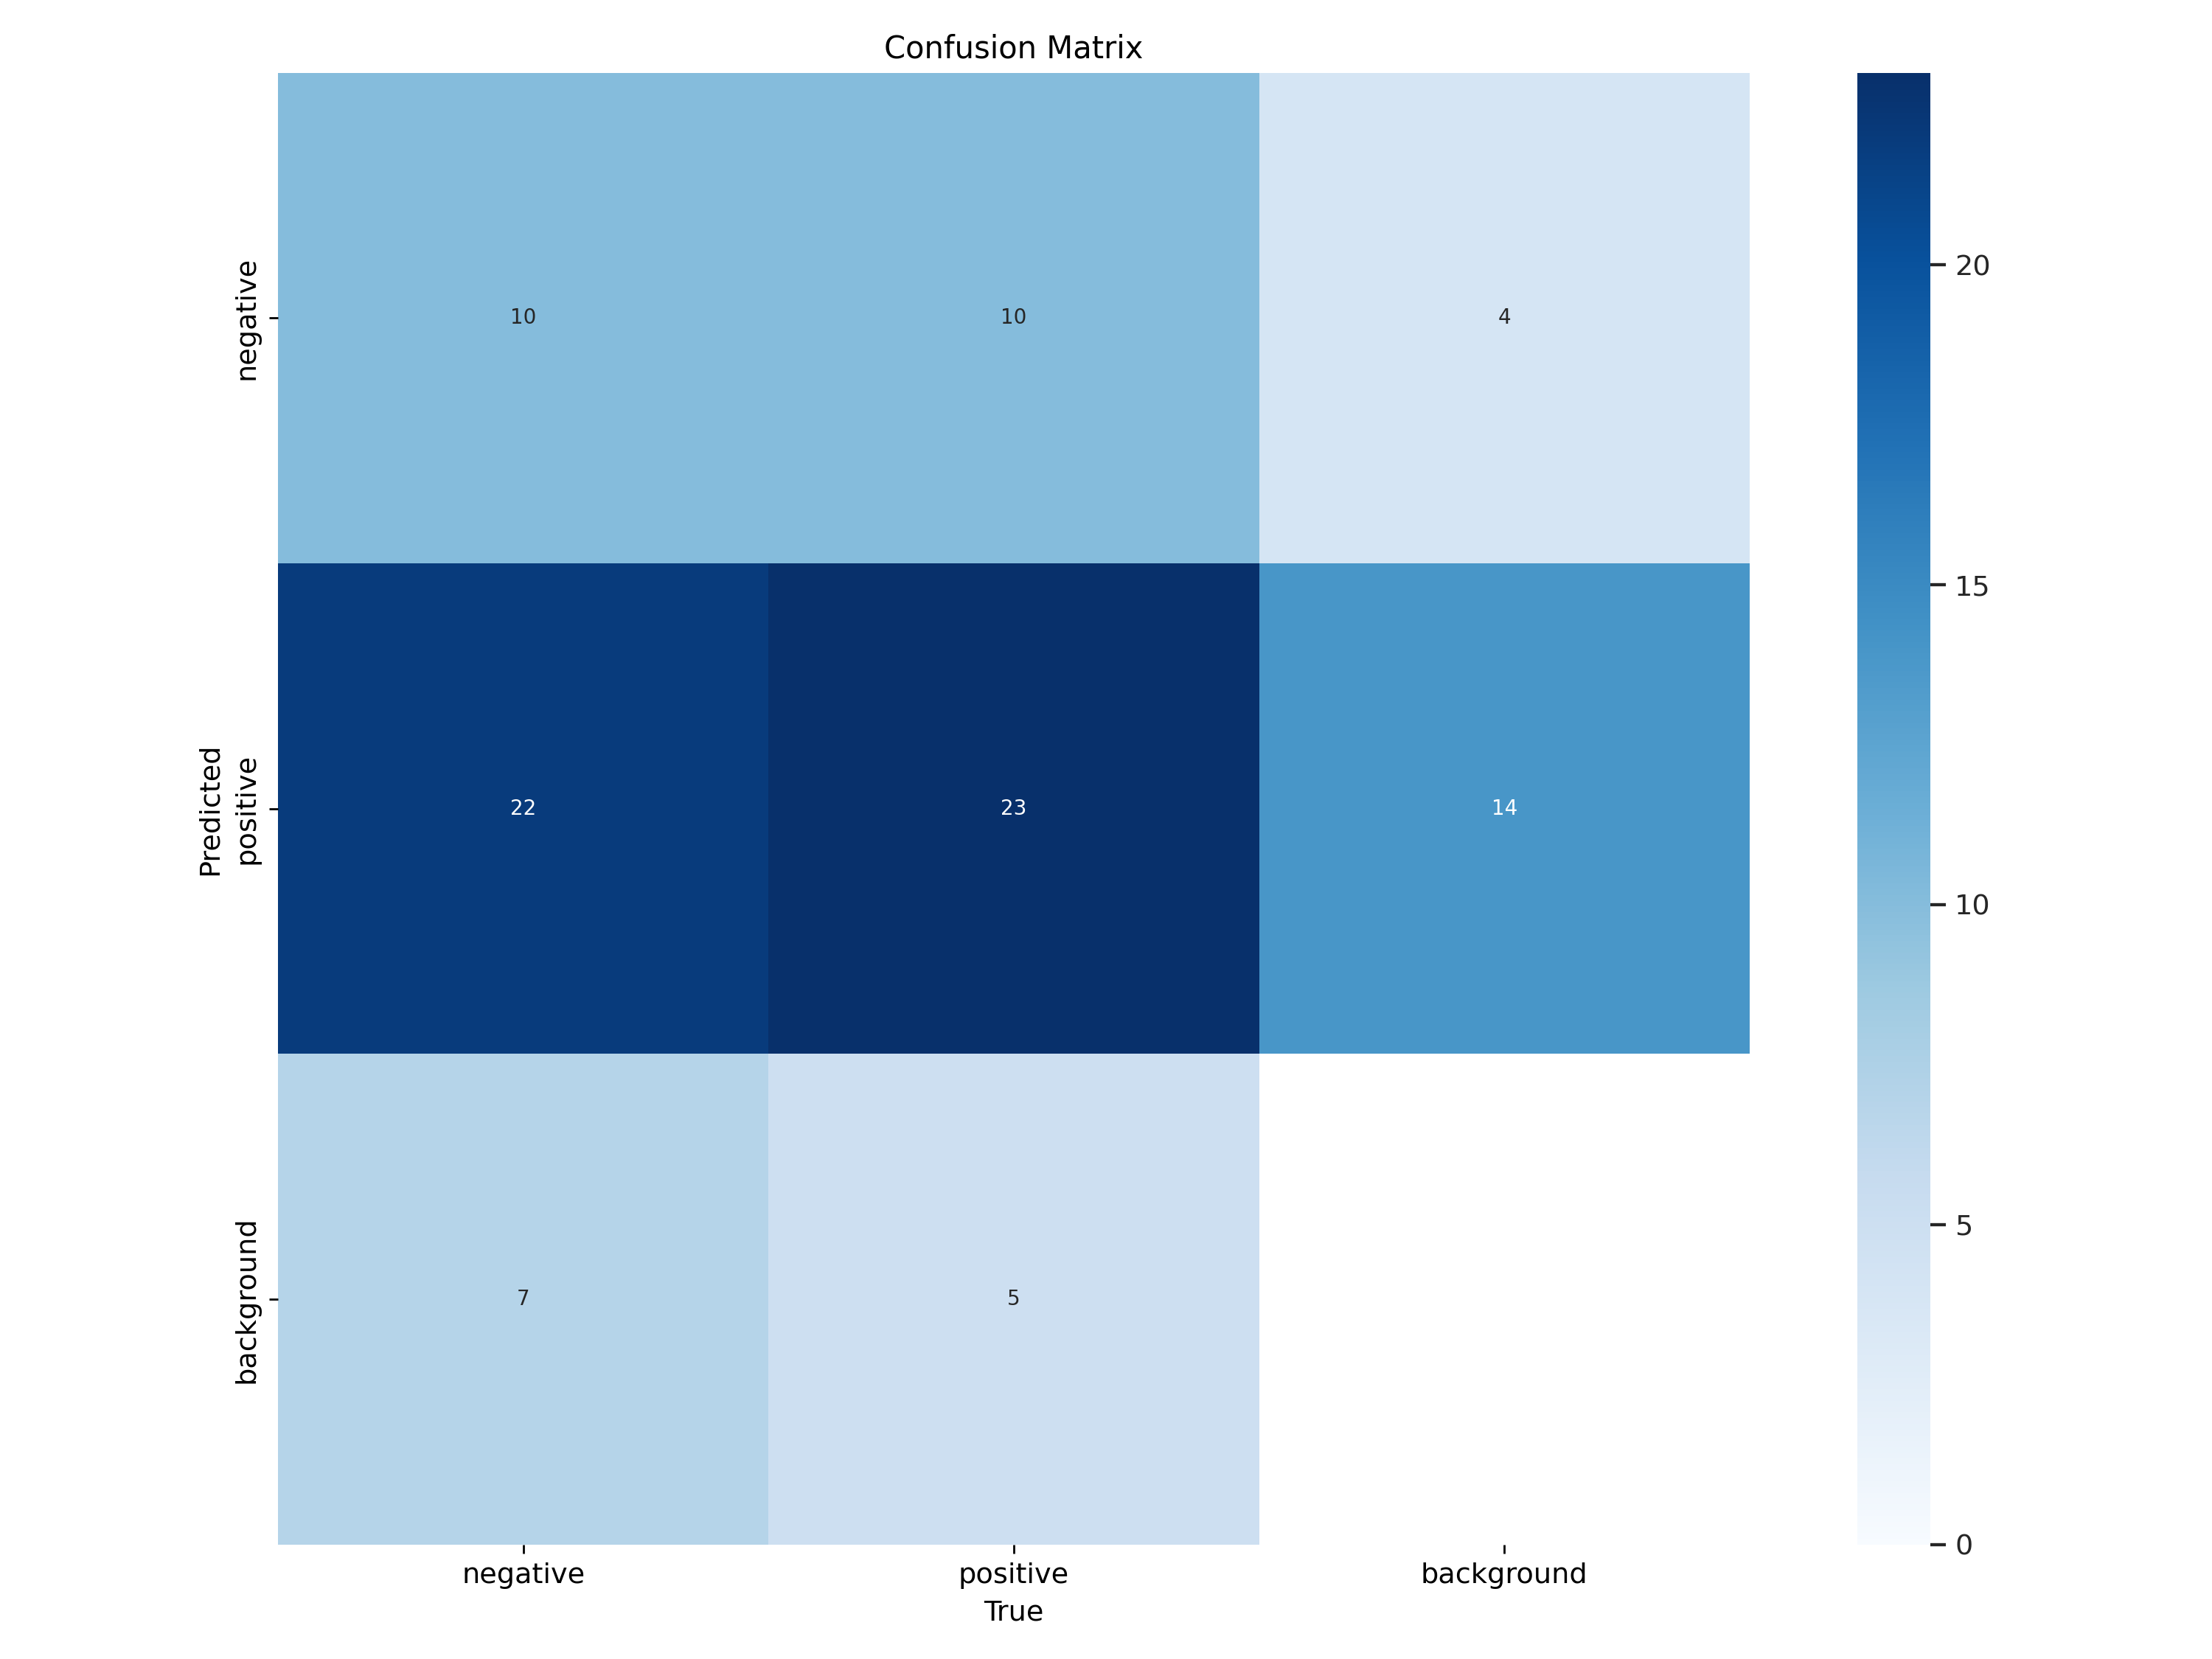 Confusion Matrix
negative
10
10
4
Predicted
positive
22
23
14
background
7
5
negative
positive
background
True
20
15
10
5
0